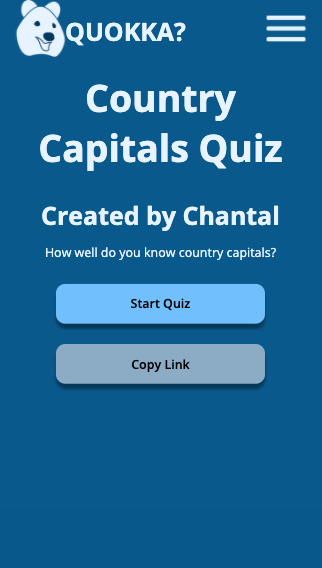 QUOKKA?
Country
Capitals Quiz
Created by Chantal
How well do you know country capitals?
Start Quiz
Copy Link